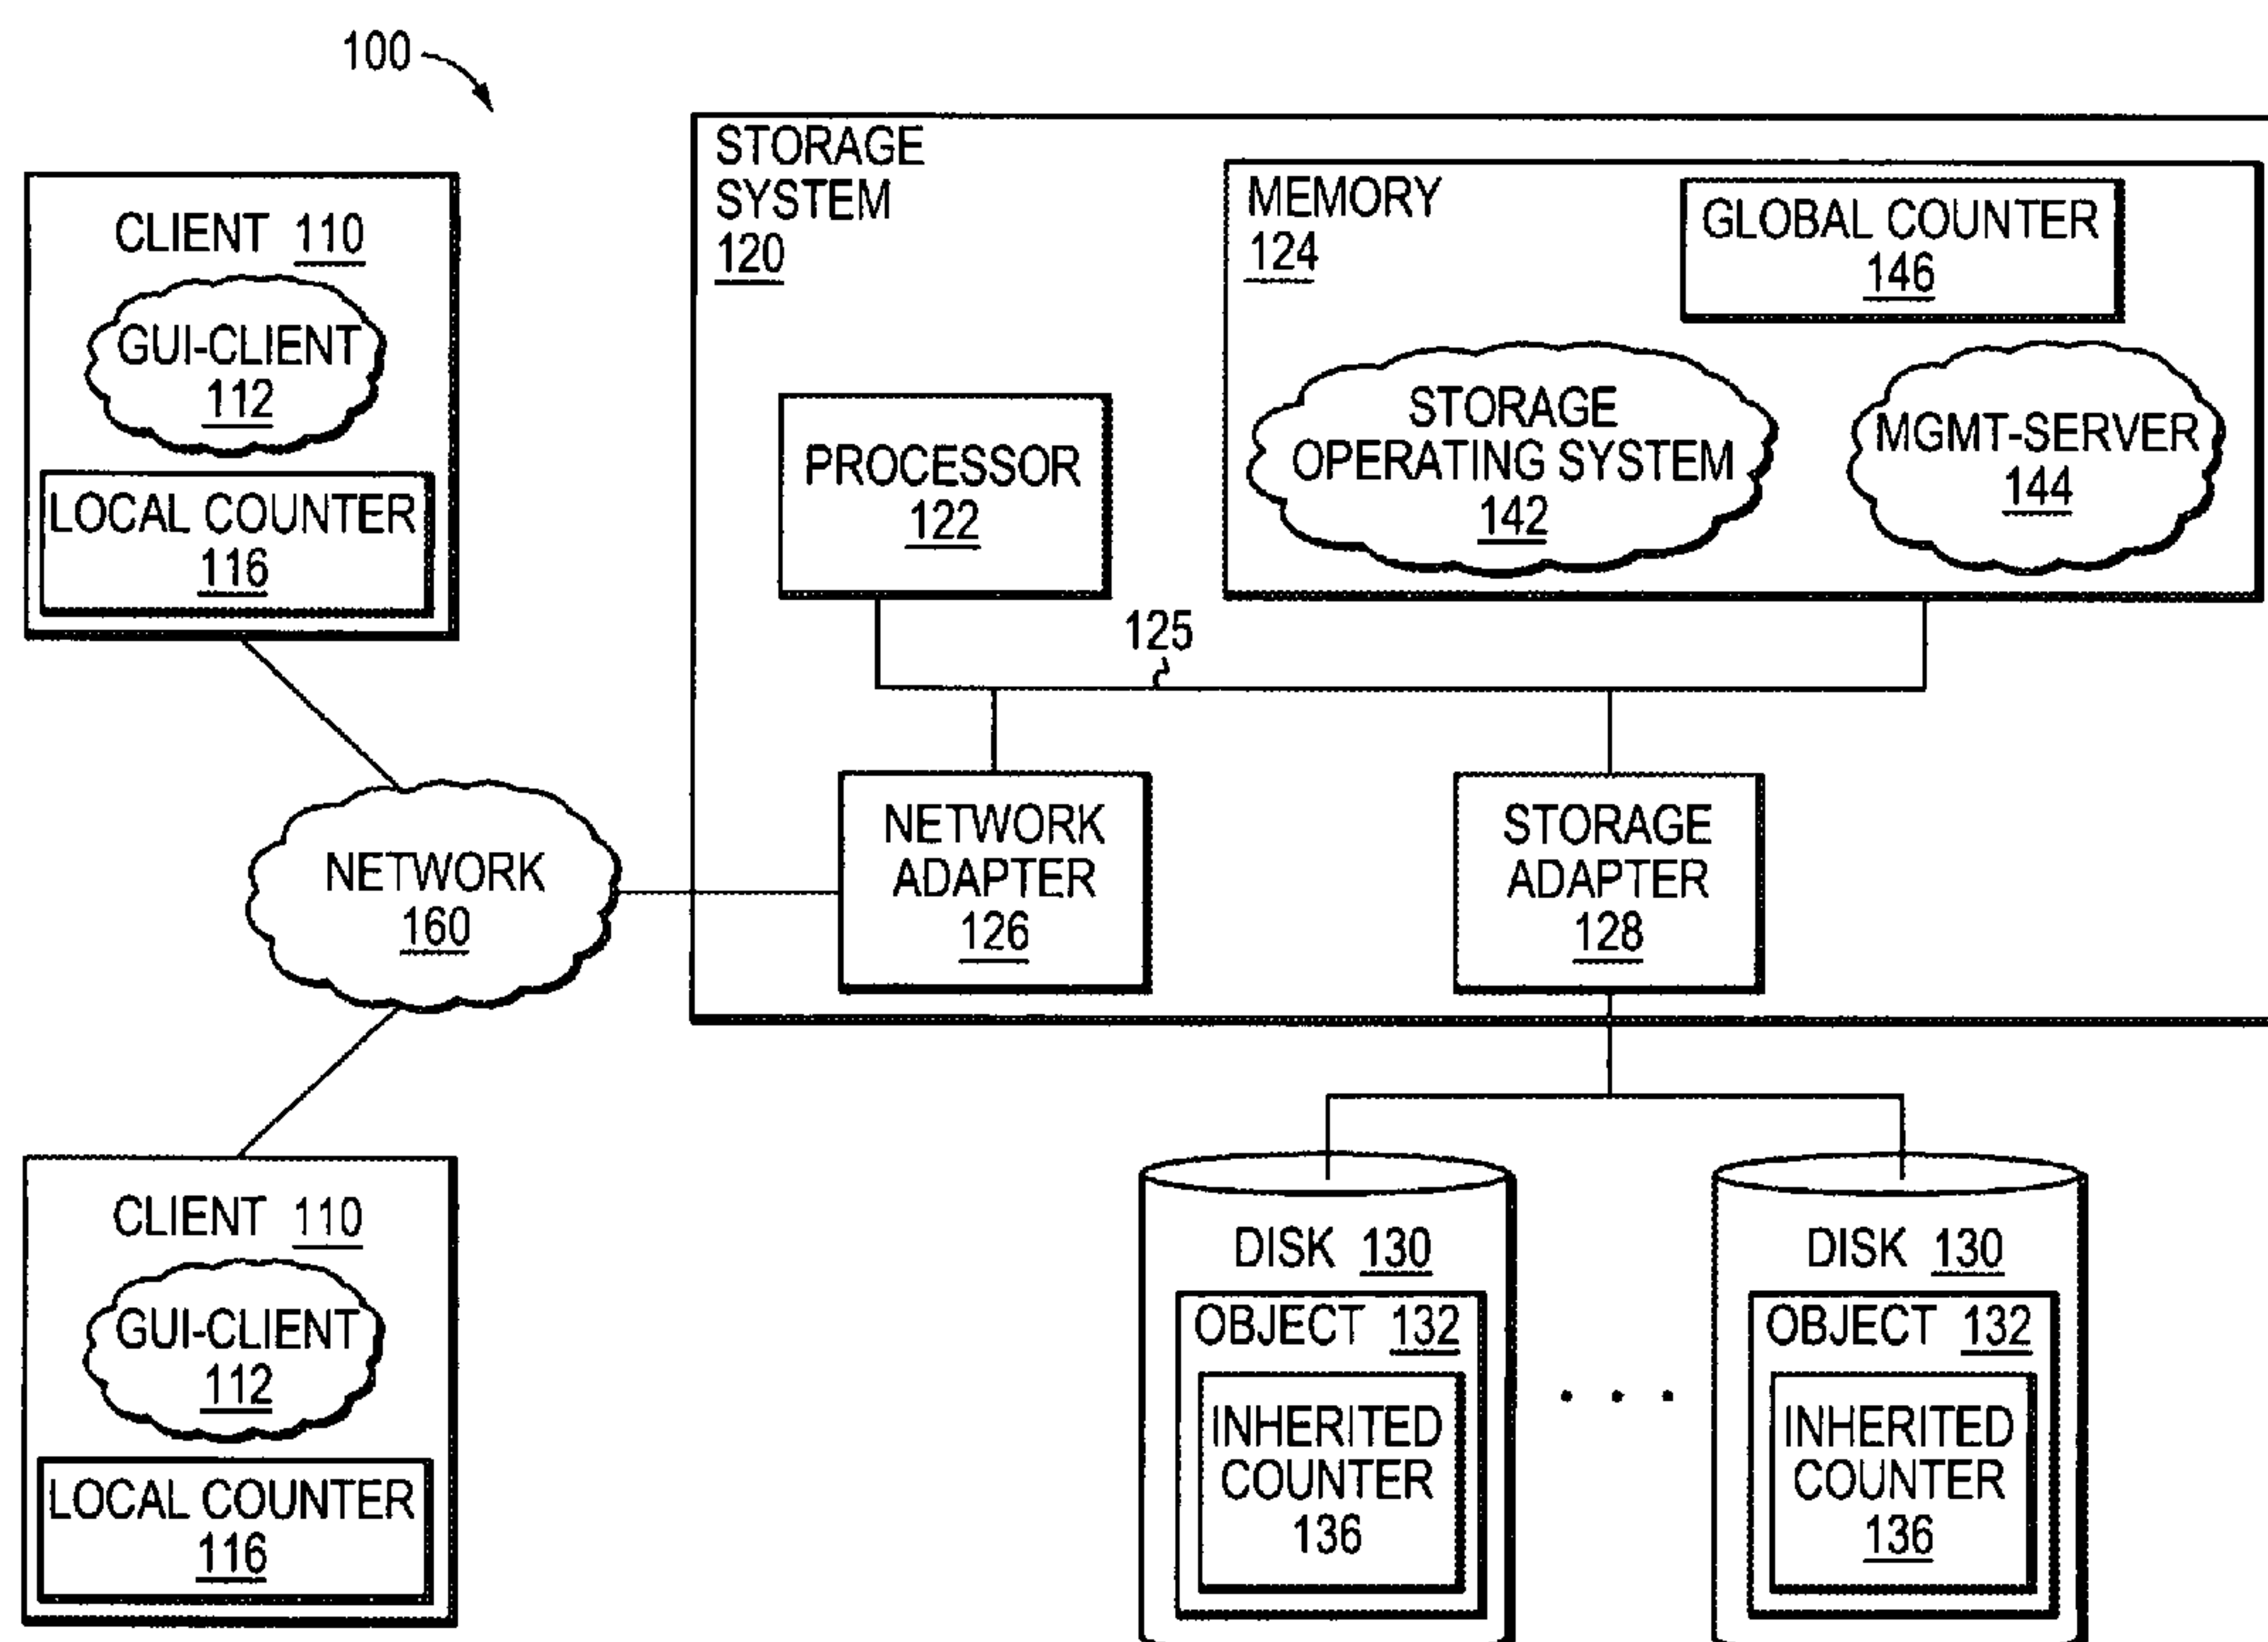 100
CLIENT 110
GUI-CLIENT
112
LOCAL COUNTER
116
STORAGE
SYSTEM
120
MEMORY
124
GLOBAL COUNTER
146
STORAGE
OPERATING SYSTEM
142
MGMT-SERVER
144
PROCESSOR
122
125
NETWORK
160
NETWORK
ADAPTER
126
STORAGE
ADAPTER
128
CLIENT 110
GUI-CLIENT
112
LOCAL COUNTER
116
DISK 130
OBJECT 132
INHERITED
COUNTER
136
. . .
DISK 130
OBJECT 132
INHERITED
COUNTER
136